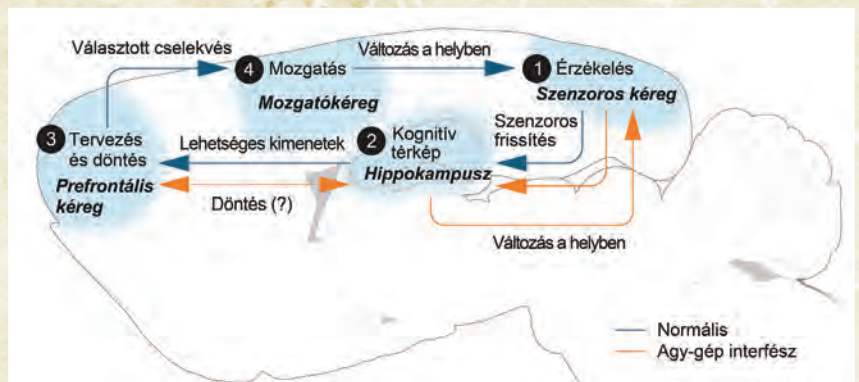 Választott cselekvés
4 Mozgatás
Mozgatókéreg
Változás a helyben
1 Érzékelés
Szenzoros kéreg
3 Tervezés
és döntés
Prefrontális
kéreg
Lehetséges kimenetek
2 Kognitív
térkép
Hippokampusz
Szenzoros
frissítés
Döntés (?)
Változás a helyben
Normális
Agy-gép interfész